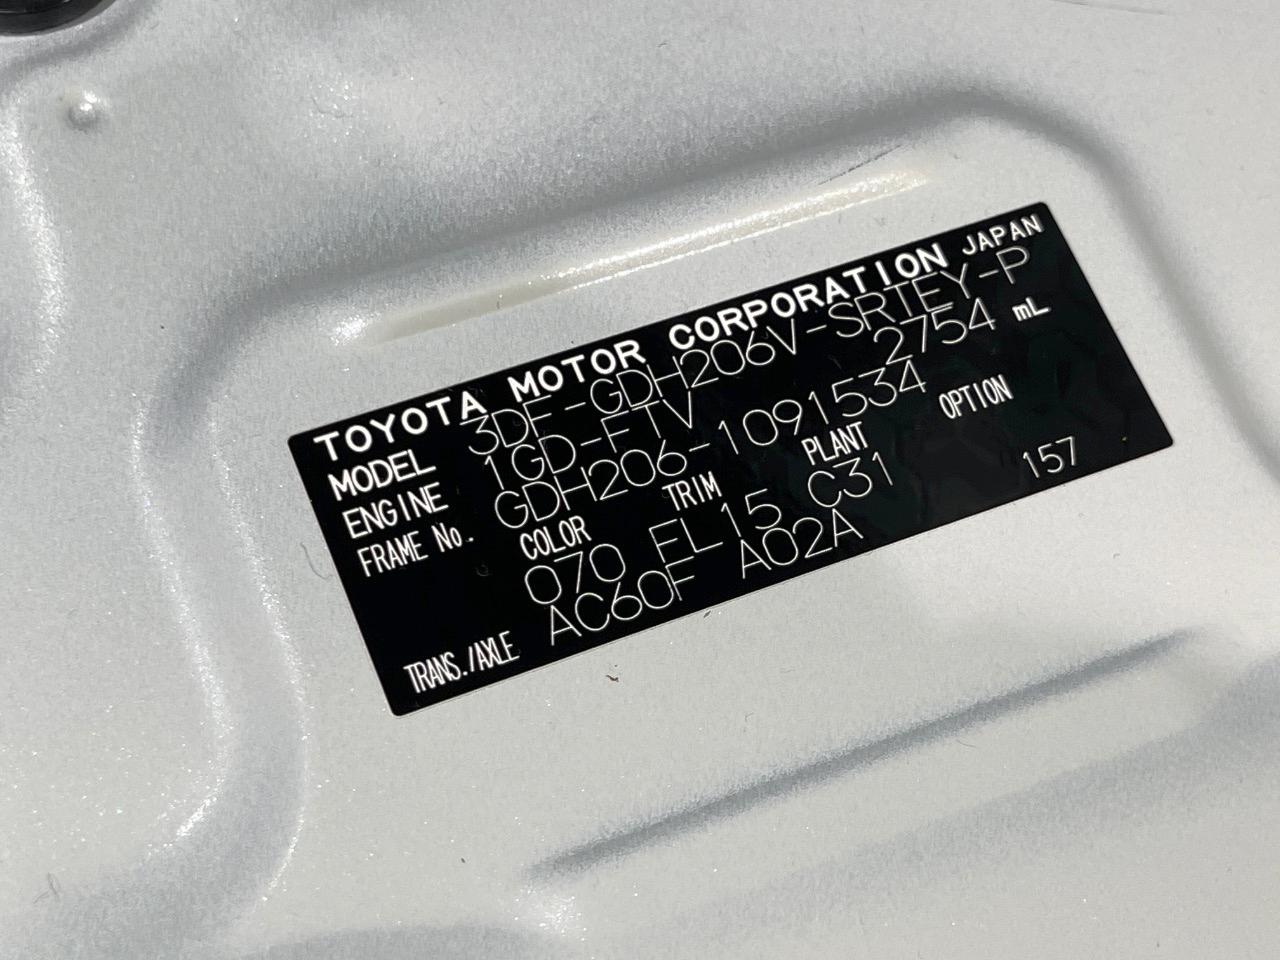 TOYOTA MOTOR CORPORATION JAPAN
MODEL 3DF-GDH206V-SRTEY-P
ENGINE 1GD-FTV 2754 mL
FRAME No. GDH206-1091534
COLOR TRIM PLANT OPTION
070 FL15 C31 157
TRANS./AXLE AC60F A02A